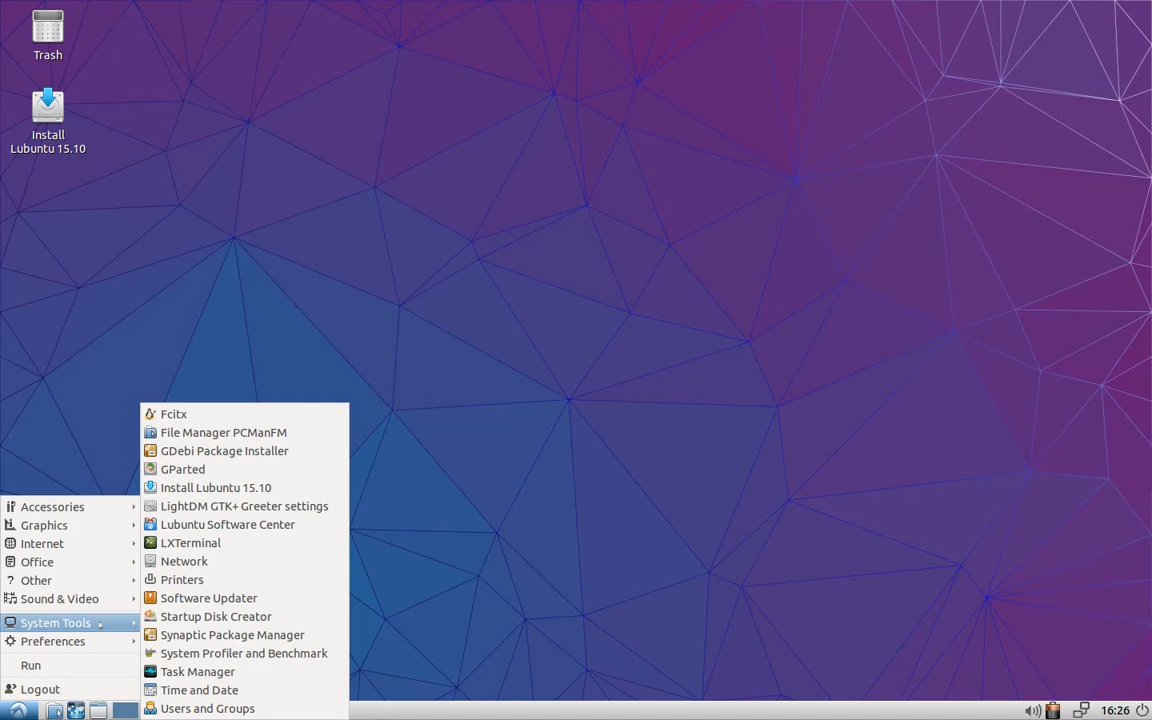 Trash
Install
Lubuntu 15.10
Fcitx
File Manager PCManFM
GDebi Package Installer
GParted
Install Lubuntu 15.10
LightDM GTK+ Greeter settings
Lubuntu Software Center
LXTerminal
Network
Printers
Software Updater
Startup Disk Creator
Synaptic Package Manager
System Profiler and Benchmark
Task Manager
Time and Date
Users and Groups
Accessories
Graphics
Internet
Office
Other
Sound & Video
System Tools
Preferences
Run
Logout
16:26